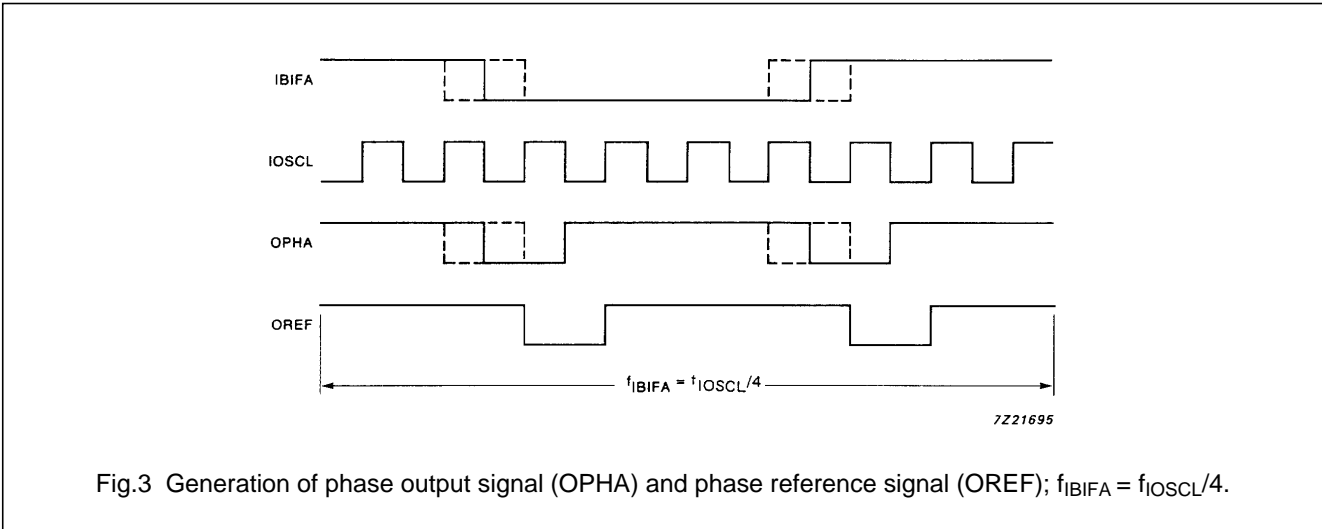 IBIFA
IOSCL
OPHA
OREF
fIBIFA = tIOSCL/4
7Z21695
Fig.3 Generation of phase output signal (OPHA) and phase reference signal (OREF); fIBIFA = fIOSCL/4.